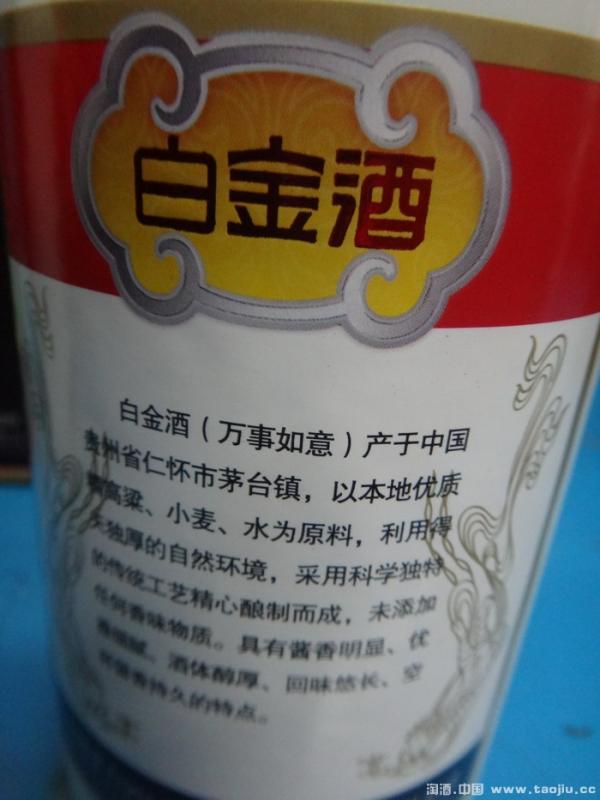 白金酒
白金酒(万事如意)产于中国
贵州省仁怀市茅台镇，以本地优质
糯高粱、小麦、水为原料，利用得
天独厚的自然环境，采用科学独特
的传统工艺精心酿制而成，未添加
任何香味物质。具有酱香明显、优
雅细腻、酒体醇厚、回味悠长、空
杯留香持久的特点。
淘酒.中国 www.taojiu.cc